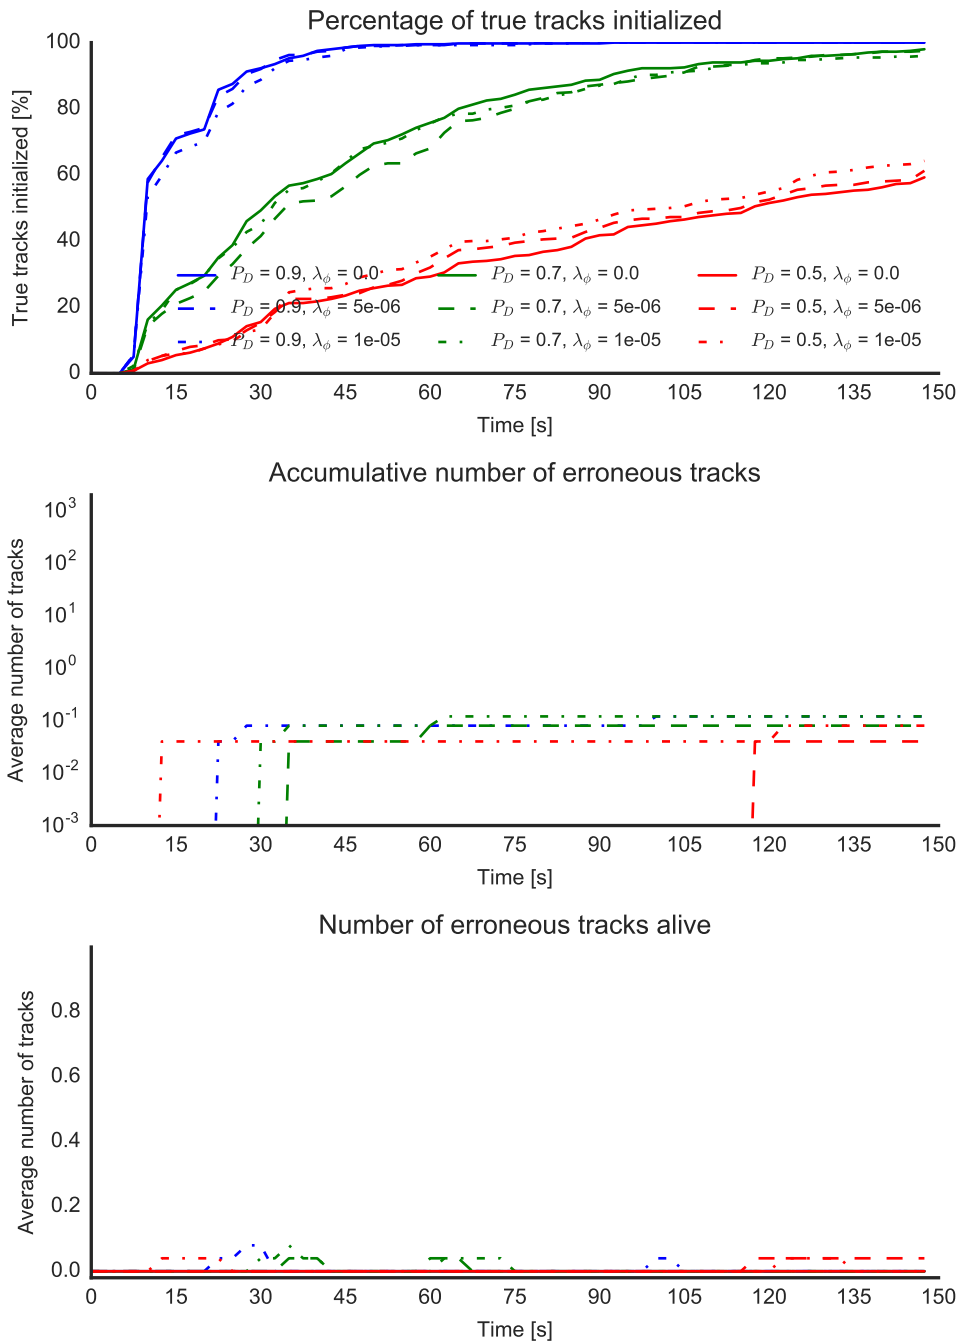 Percentage of true tracks initialized
100
80
60
40
20
0
True tracks initialized [%]
P_D = 0.9, λ_ϕ = 0.0
P_D = 0.7, λ_ϕ = 0.0
P_D = 0.5, λ_ϕ = 0.0
P_D = 0.9, λ_ϕ = 5e-06
P_D = 0.7, λ_ϕ = 5e-06
P_D = 0.5, λ_ϕ = 5e-06
P_D = 0.9, λ_ϕ = 1e-05
P_D = 0.7, λ_ϕ = 1e-05
P_D = 0.5, λ_ϕ = 1e-05
0 15 30 45 60 75 90 105 120 135 150
Time [s]
Accumulative number of erroneous tracks
10^3
10^2
10^1
10^0
10^-1
10^-2
10^-3
Average number of tracks
0 15 30 45 60 75 90 105 120 135 150
Time [s]
Number of erroneous tracks alive
0.8
0.6
0.4
0.2
0.0
Average number of tracks
0 15 30 45 60 75 90 105 120 135 150
Time [s]